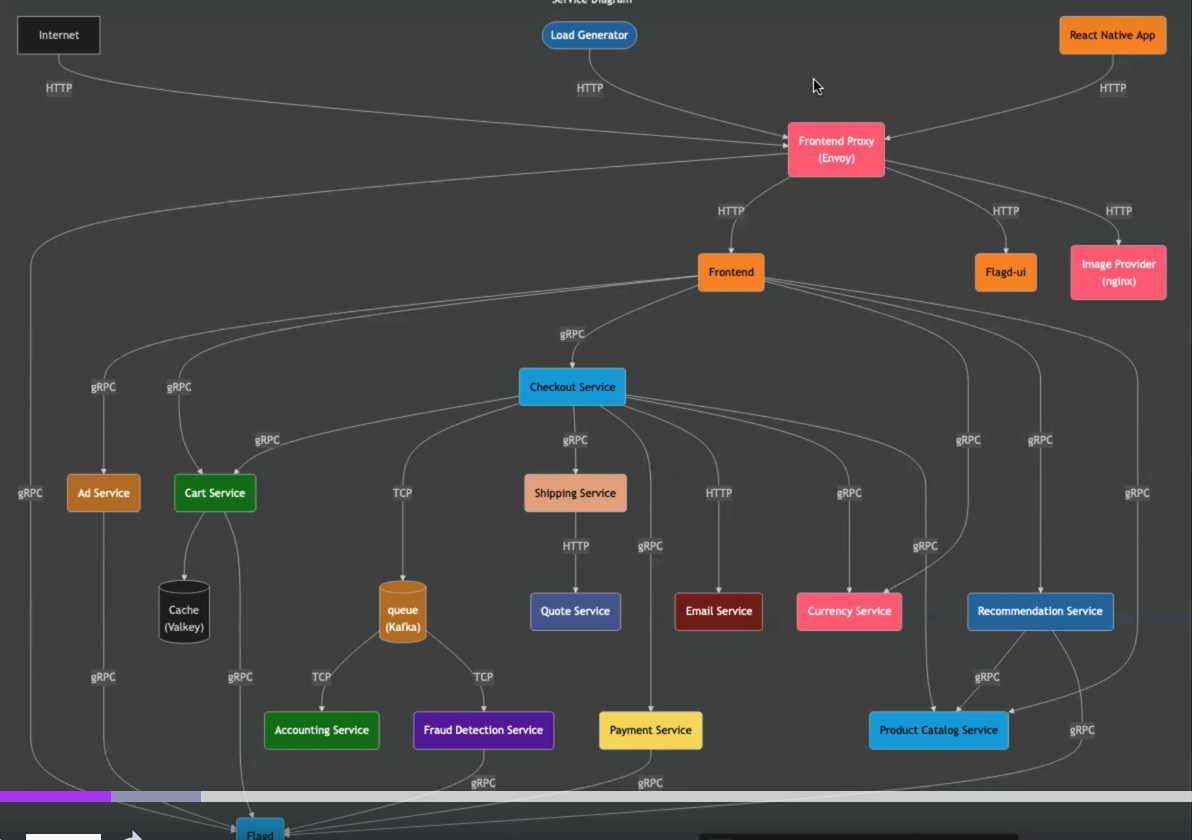 Service Diagram
Internet
Load Generator
React Native App
HTTP
HTTP
HTTP
Frontend Proxy
(Envoy)
HTTP
HTTP
HTTP
Frontend
Flagd-ui
Image Provider
(nginx)
gRPC
gRPC
gRPC
Checkout Service
gRPC
gRPC
gRPC
gRPC
gRPC
Ad Service
Cart Service
TCP
Shipping Service
HTTP
gRPC
gRPC
HTTP
gRPC
gRPC
Cache
(Valkey)
queue
(Kafka)
Quote Service
Email Service
Currency Service
Recommendation Service
gRPC
gRPC
TCP
TCP
gRPC
Accounting Service
Fraud Detection Service
Payment Service
Product Catalog Service
gRPC
gRPC
gRPC
Flagd